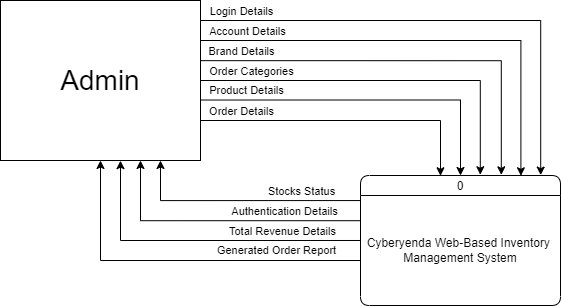 Login Details
Account Details
Brand Details
Order Categories
Product Details
Order Details
Admin
Stocks Status
Authentication Details
Total Revenue Details
Generated Order Report
0
Cyberyenda Web-Based Inventory
Management System